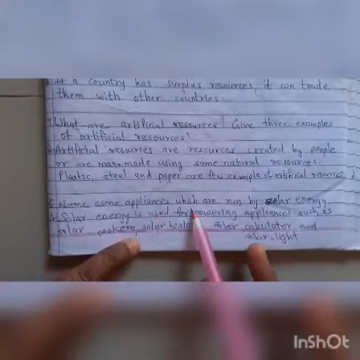 a country has surplus resources, it can trade
them with other countries.
What are artificial resources? Give three examples
of artificial resources!
Artificial resources are resources created by people
or are man made using some natural resources.
Plastic, steel and paper are few example of artificial resources
Name some appliances which are run by solar energy
Solar energy is used for powering appliances such as
solar cookers, solar calculator and
solar light
InShOt